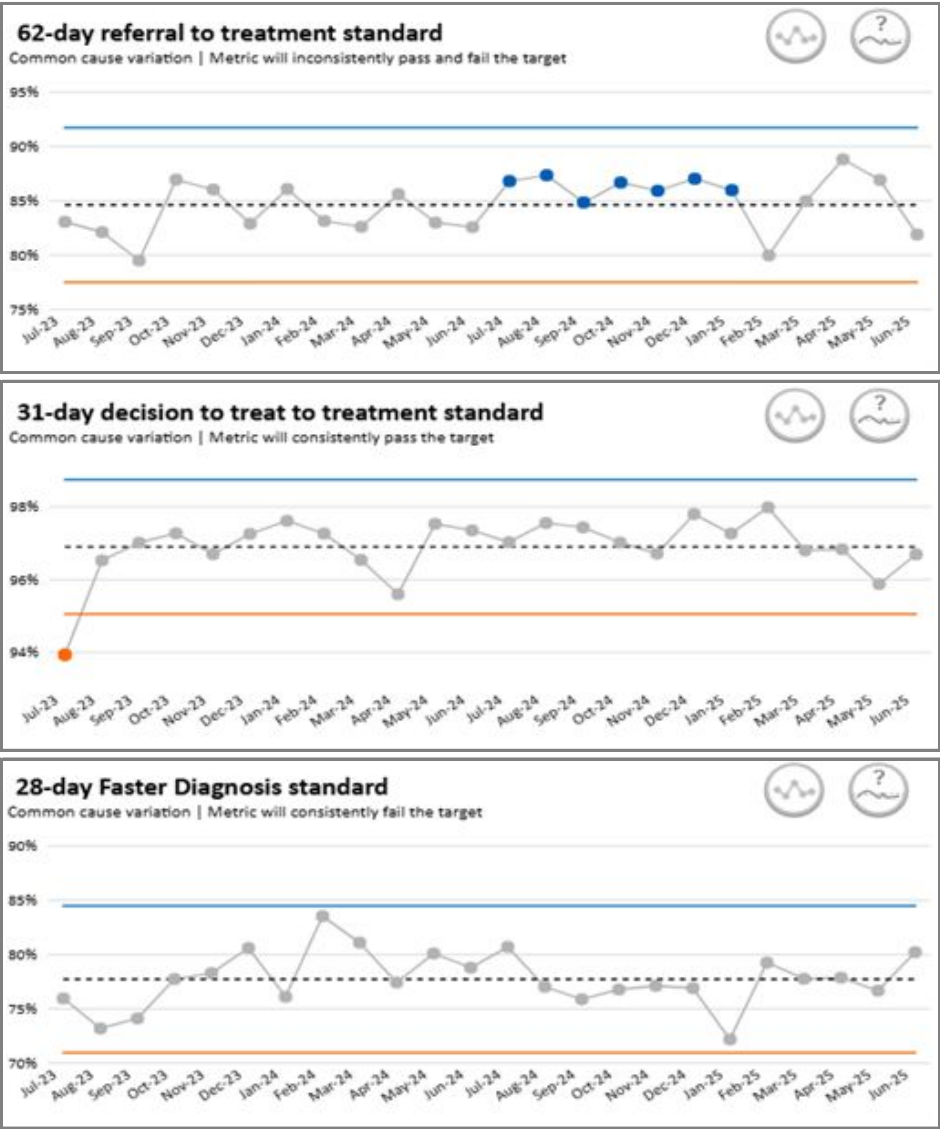 62-day referral to treatment standard
?
Common cause variation | Metric will inconsistently pass and fail the target
95%
90%
85%
80%
75%
Jul-23 Aug-23 Sep-23 Oct-23 Nov-23 Dec-23 Jan-24 Feb-24 Mar-24 Apr-24 May-24 Jun-24 Jul-24 Aug-24 Sep-24 Oct-24 Nov-24 Dec-24 Jan-25 Feb-25 Mar-25 Apr-25 May-25 Jun-25
31-day decision to treat to treatment standard
?
Common cause variation | Metric will consistently pass the target
98%
96%
94%
Jul-23 Aug-23 Sep-23 Oct-23 Nov-23 Dec-23 Jan-24 Feb-24 Mar-24 Apr-24 May-24 Jun-24 Jul-24 Aug-24 Sep-24 Oct-24 Nov-24 Dec-24 Jan-25 Feb-25 Mar-25 Apr-25 May-25 Jun-25
28-day Faster Diagnosis standard
?
Common cause variation | Metric will consistently fail the target
90%
85%
80%
75%
70%
Jul-23 Aug-23 Sep-23 Oct-23 Nov-23 Dec-23 Jan-24 Feb-24 Mar-24 Apr-24 May-24 Jun-24 Jul-24 Aug-24 Sep-24 Oct-24 Nov-24 Dec-24 Jan-25 Feb-25 Mar-25 Apr-25 May-25 Jun-25